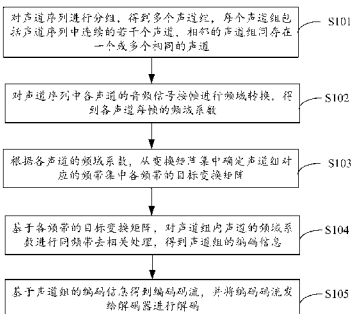 对声道序列进行分组，得到多个声道组，每个声道组包
括声道序列中连续的若干个声道，相邻的声道组间存在
一个或多个相同的声道
S101
对声道序列中各声道的音频信号按帧进行频域转换，得
到各声道每帧的频域系数
S102
根据各声道的频域系数，从变换矩阵集中确定声道组对
应的频带集中各频带的目标变换矩阵
S103
基于各频带的目标变换矩阵，对声道组内声道的频域系
数进行同频带去相关处理，得到声道组的编码信息
S104
基于声道组的编码信息得到编码码流，并将编码码流发
给解码器进行解码
S105